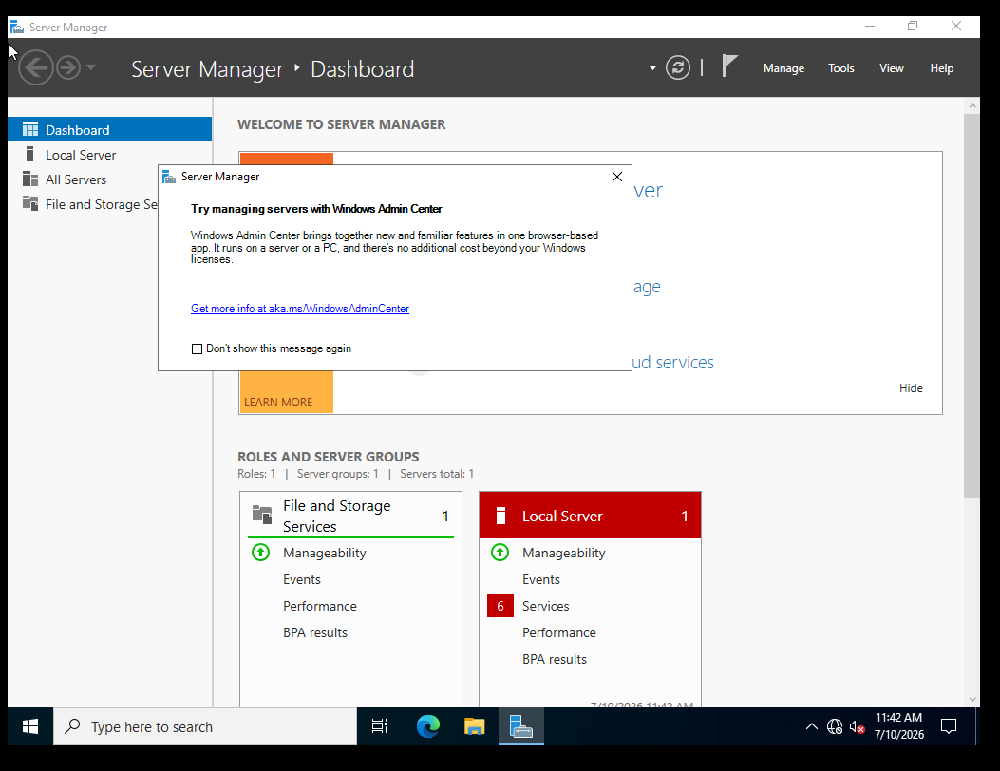 Server Manager
Server Manager
Dashboard
Manage
Tools
View
Help
Dashboard
Local Server
All Servers
File and Storage Se
WELCOME TO SERVER MANAGER
ver
age
ud services
Hide
LEARN MORE
Server Manager
Try managing servers with Windows Admin Center
Windows Admin Center brings together new and familiar features in one browser-based
app. It runs on a server or a PC, and there's no additional cost beyond your Windows
licenses.
Get more info at aka.ms/WindowsAdminCenter
Don't show this message again
ROLES AND SERVER GROUPS
Roles: 1 | Server groups: 1 | Servers total: 1
File and Storage
Services
1
Manageability
Events
Performance
BPA results
Local Server
1
Manageability
Events
6 Services
Performance
BPA results
7/10/2026 11:42 AM
Type here to search
11:42 AM
7/10/2026